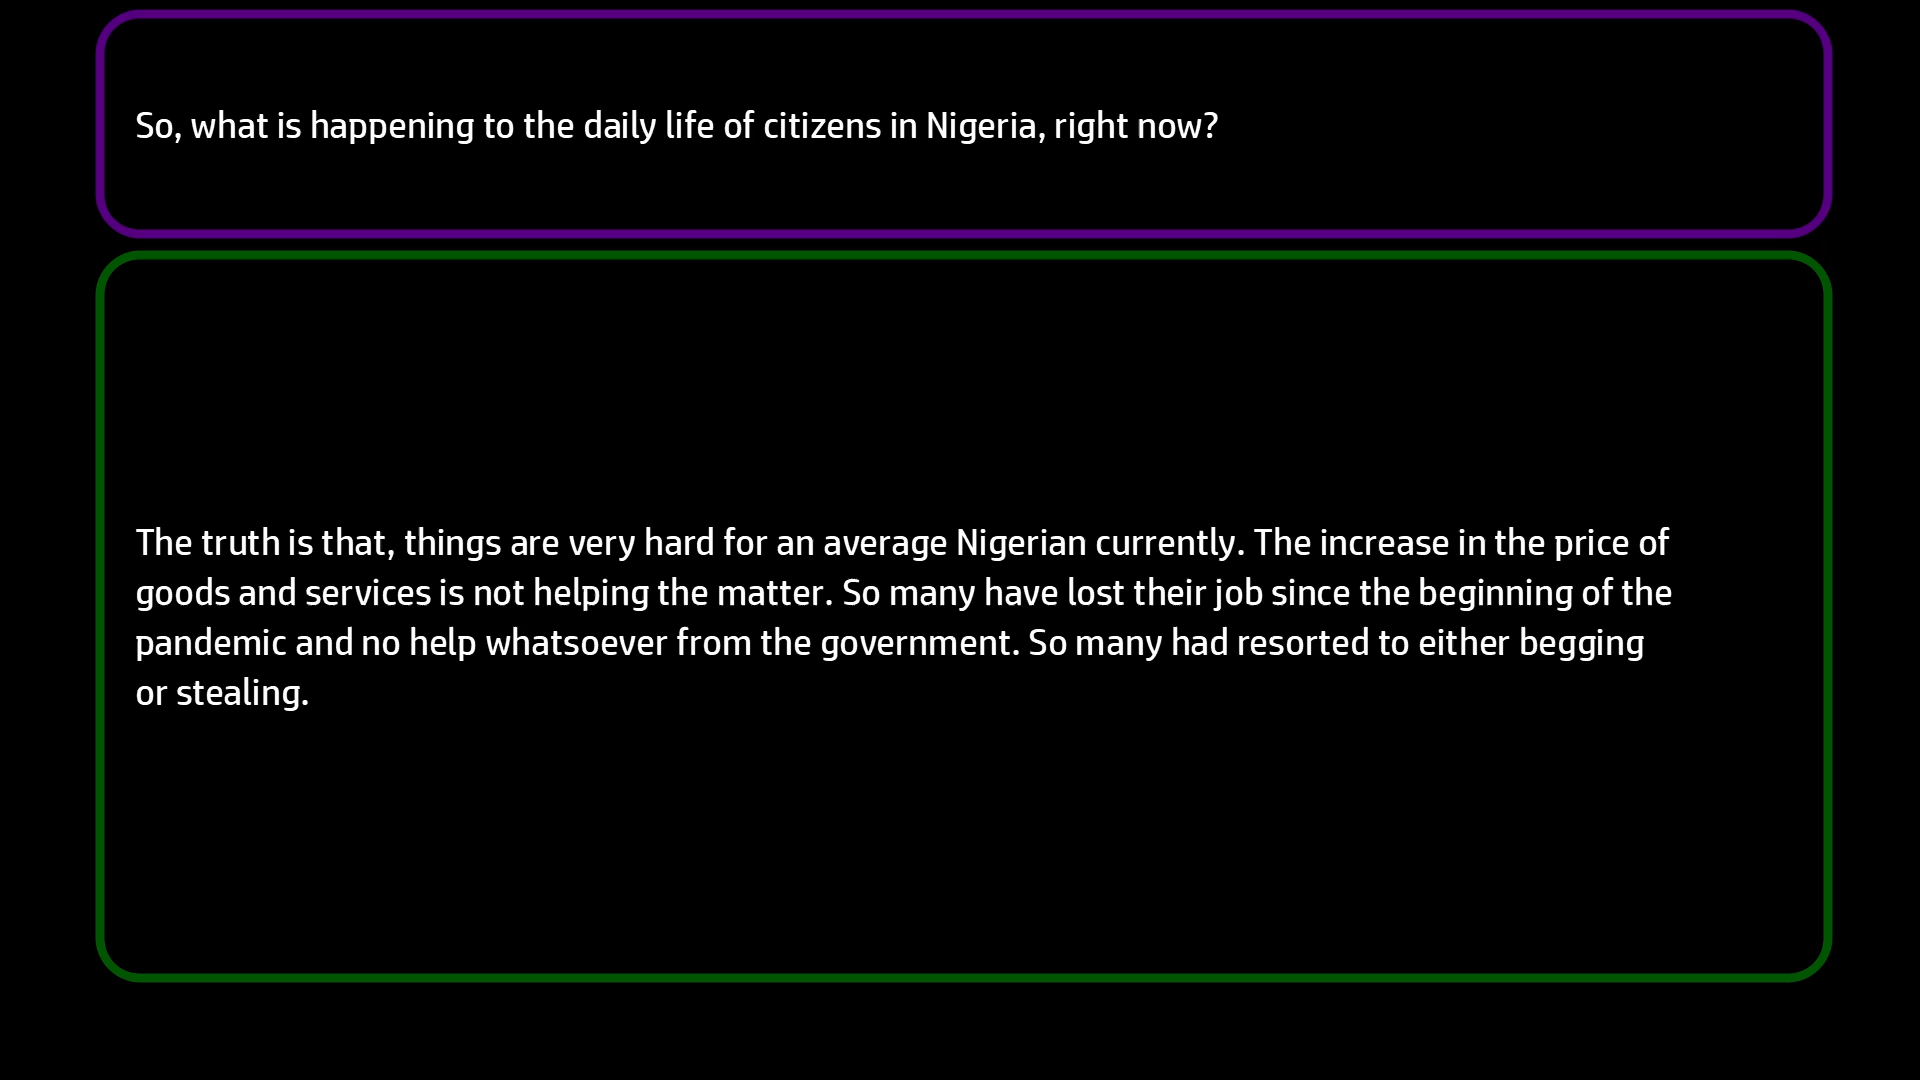 So, what is happening to the daily life of citizens in Nigeria, right now?
The truth is that, things are very hard for an average Nigerian currently. The increase in the price of
goods and services is not helping the matter. So many have lost their job since the beginning of the
pandemic and no help whatsoever from the government. So many had resorted to either begging
or stealing.